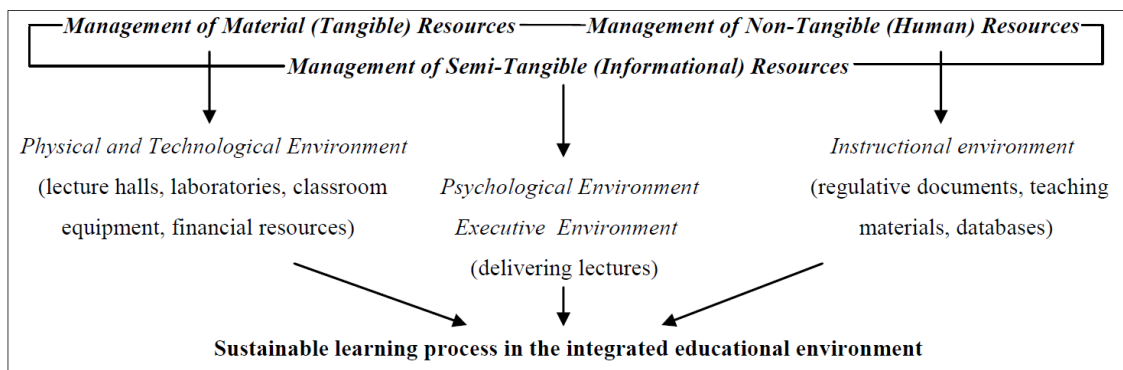 Management of Material (Tangible) Resources
Management of Non-Tangible (Human) Resources
Management of Semi-Tangible (Informational) Resources
Physical and Technological Environment
(lecture halls, laboratories, classroom
equipment, financial resources)
Psychological Environment
Executive Environment
(delivering lectures)
Instructional environment
(regulative documents, teaching
materials, databases)
Sustainable learning process in the integrated educational environment